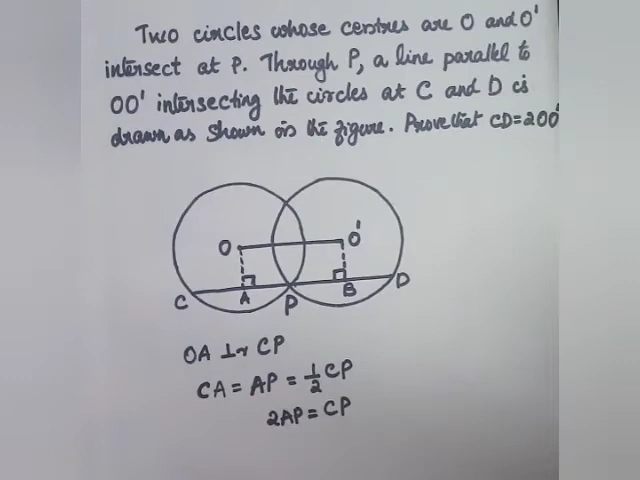 Two circles whose centres are O and O'
intersect at P. Through P, a line parallel to
OO' intersecting the circles at C and D is
drawn as shown in the figure. Prove that CD=2OO'
O O'
C A P B D
OA ⊥r CP
CA = AP = 1/2 CP
2AP = CP